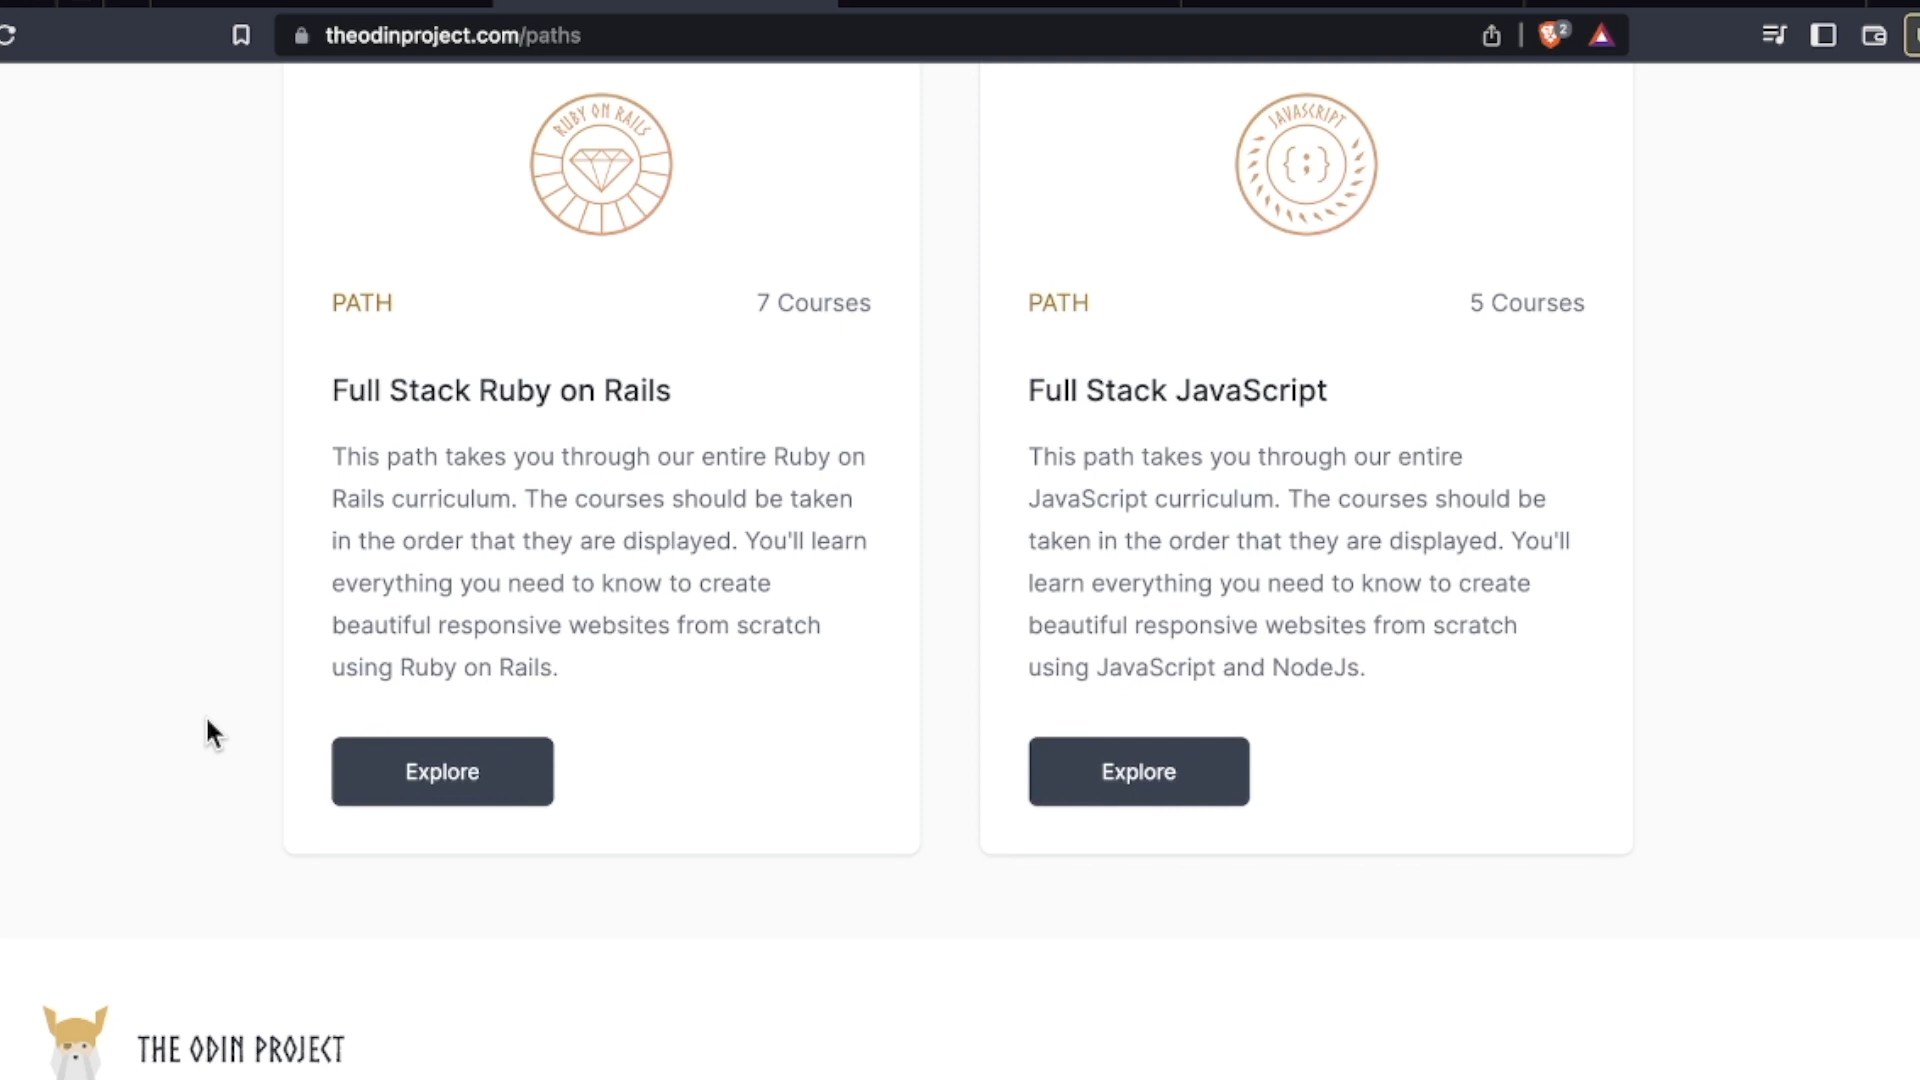 theodinproject.com/paths
2
RUBY ON RAILS
JAVASCRIPT
{;}
PATH
7 Courses
PATH
5 Courses
Full Stack Ruby on Rails
This path takes you through our entire Ruby on
Rails curriculum. The courses should be taken
in the order that they are displayed. You'll learn
everything you need to know to create
beautiful responsive websites from scratch
using Ruby on Rails.
Explore
Full Stack JavaScript
This path takes you through our entire
JavaScript curriculum. The courses should be
taken in the order that they are displayed. You'll
learn everything you need to know to create
beautiful responsive websites from scratch
using JavaScript and NodeJs.
Explore
THE ODIN PROJECT